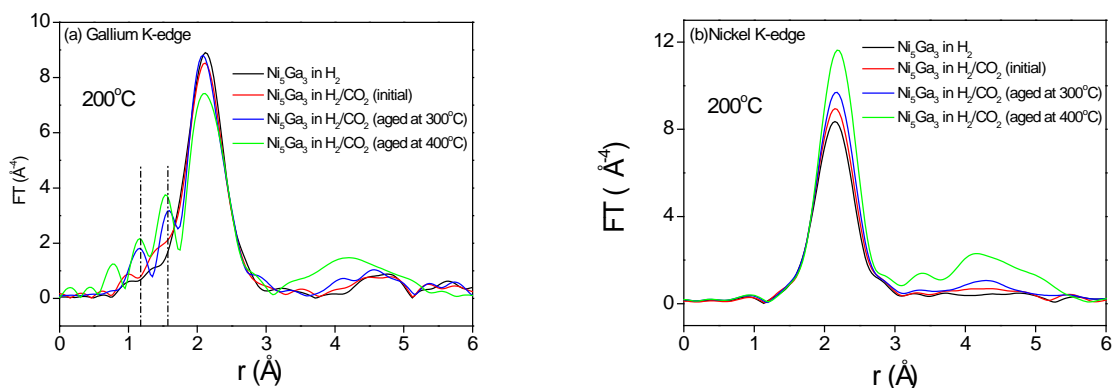 (a) Gallium K-edge
200°C
Ni₅Ga₃ in H₂
Ni₅Ga₃ in H₂/CO₂ (initial)
Ni₅Ga₃ in H₂/CO₂ (aged at 300°C)
Ni₅Ga₃ in H₂/CO₂ (aged at 400°C)
FT (Å⁻⁴)
10
8
6
4
2
0
0 1 2 3 4 5 6
r (Å)
(b)Nickel K-edge
200°C
Ni₅Ga₃ in H₂
Ni₅Ga₃ in H₂/CO₂ (initial)
Ni₅Ga₃ in H₂/CO₂ (aged at 300°C)
Ni₅Ga₃ in H₂/CO₂ (aged at 400°C)
FT ( Å⁻⁴)
12
8
4
0
0 1 2 3 4 5 6
r (Å)